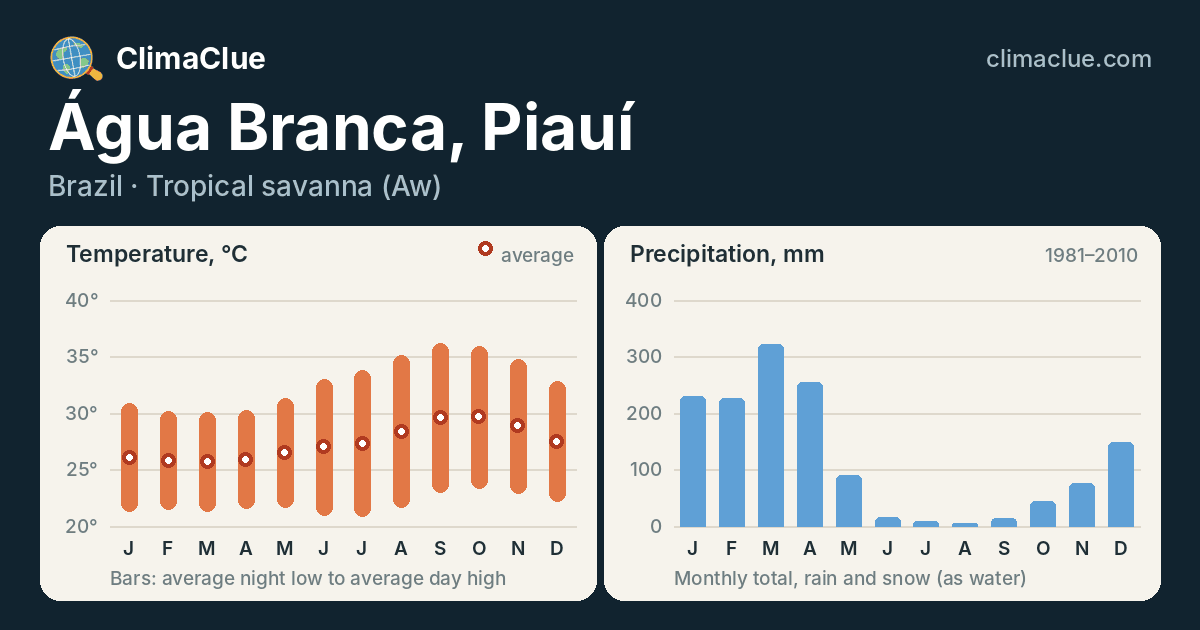 ClimaClue
climaclue.com
Água Branca, Piauí
Brazil · Tropical savanna (Aw)
Temperature, °C
average
40°
35°
30°
25°
20°
J F M A M J J A S O N D
Bars: average night low to average day high
Precipitation, mm
1981–2010
400
300
200
100
0
J F M A M J J A S O N D
Monthly total, rain and snow (as water)